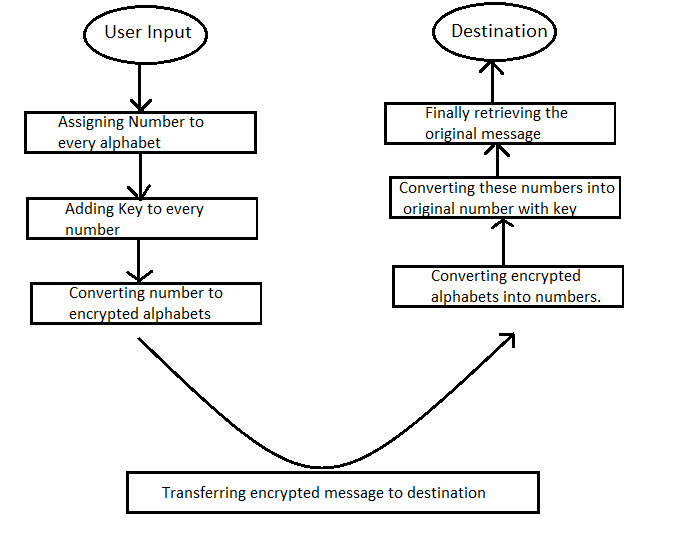 User Input
Assigning Number to
every alphabet
Adding Key to every
number
Converting number to
encrypted alphabets
Transferring encrypted message to destination
Converting encrypted
alphabets into numbers.
Converting these numbers into
original number with key
Finally retrieving the
original message
Destination